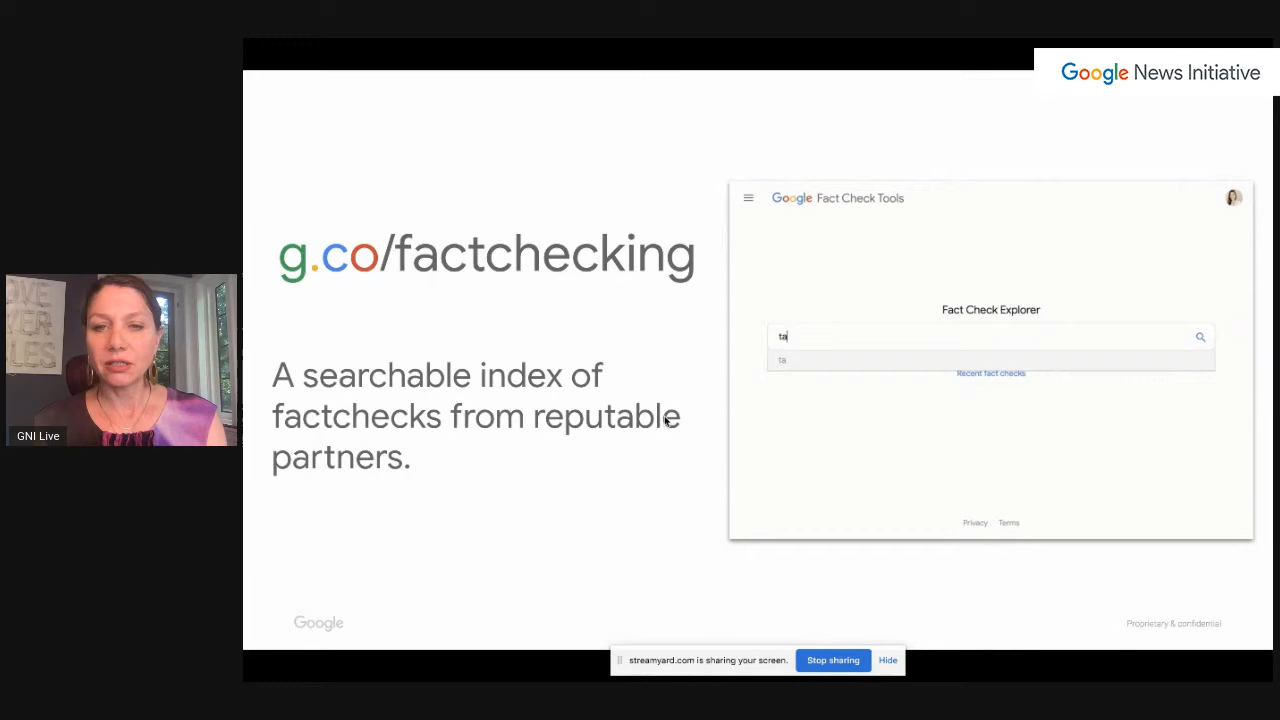 Google News Initiative
g.co/factchecking
A searchable index of
factchecks from reputable
partners.
Google Fact Check Tools
Fact Check Explorer
ta
ta
Recent fact checks
Privacy Terms
GNI Live
Google
Proprietary & confidential
streamyard.com is sharing your screen. Stop sharing Hide